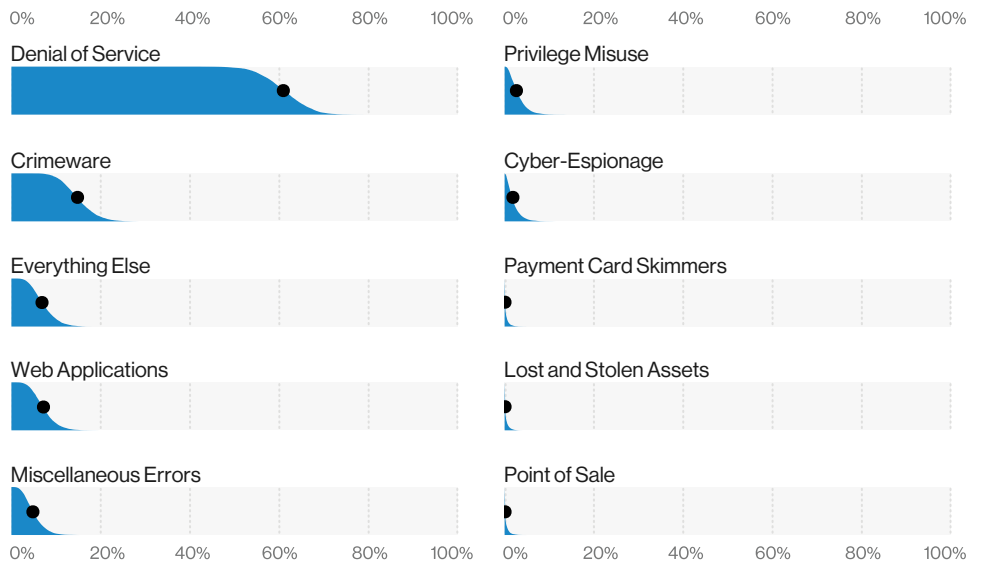 0% 20% 40% 60% 80% 100% 0% 20% 40% 60% 80% 100%
Denial of Service
Privilege Misuse
Crimeware
Cyber-Espionage
Everything Else
Payment Card Skimmers
Web Applications
Lost and Stolen Assets
Miscellaneous Errors
Point of Sale
0% 20% 40% 60% 80% 100% 0% 20% 40% 60% 80% 100%